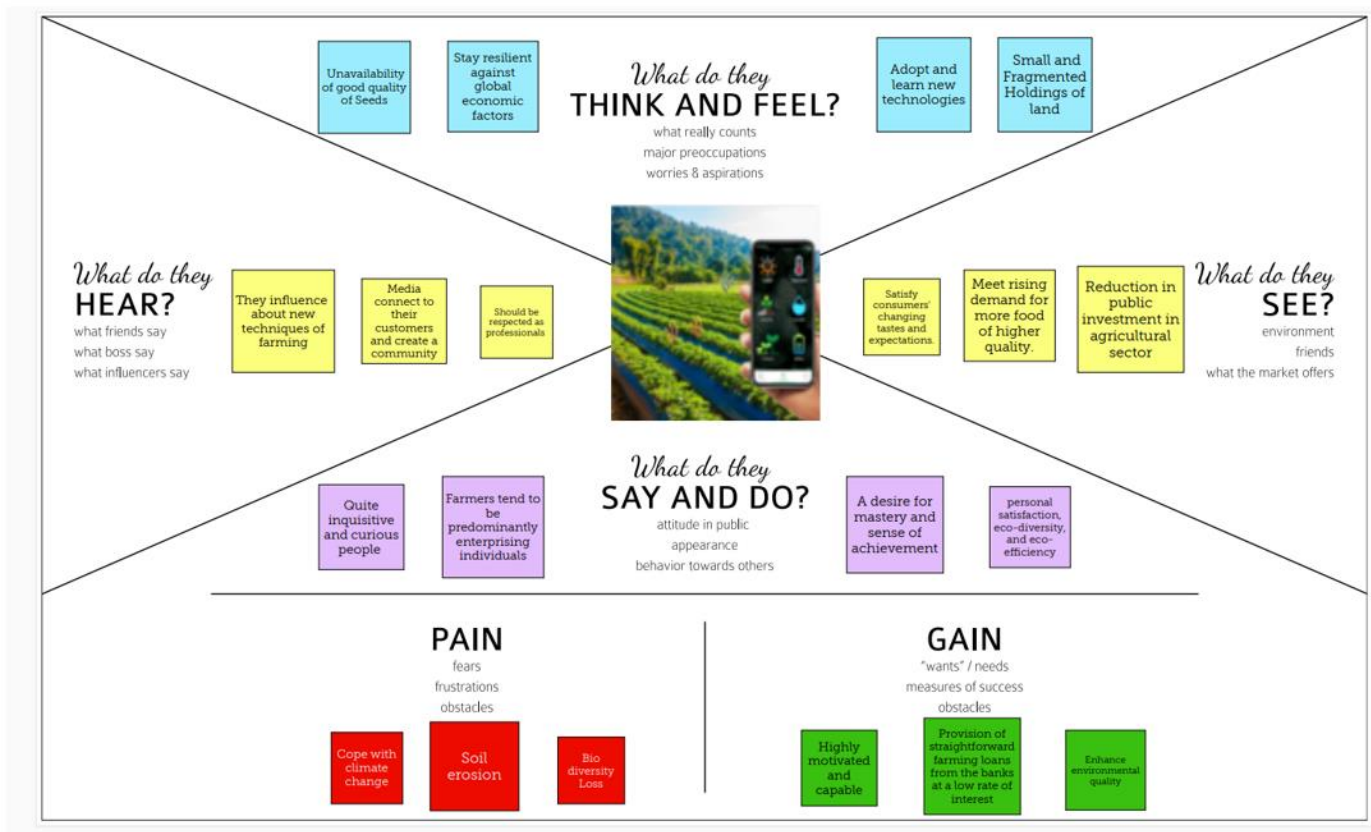 What do they
THINK AND FEEL?
what really counts
major preoccupations
worries & aspirations
Unavailability
of good quality
of Seeds
Stay resilient
against
global
economic
factors
Adopt and
learn new
technologies
Small and
Fragmented
Holdings of
land
What do they
HEAR?
what friends say
what boss say
what influencers say
They influence
about new
techniques of
farming
Media
connect to
their
customers
and create a
community
Should be
respected as
professionals
Satisfy
consumers'
changing
tastes and
expectations.
Meet rising
demand for
more food
of higher
quality.
Reduction in
public
investment in
agricultural
sector
What do they
SEE?
environment
friends
what the market offers
What do they
SAY AND DO?
attitude in public
appearance
behavior towards others
Quite
inquisitive
and curious
people
Farmers tend to
be
predominantly
enterprising
individuals
A desire for
mastery and
sense of
achievement
personal
satisfaction,
eco-diversity,
and eco-
efficiency
PAIN
fears
frustrations
obstacles
Cope with
climate
change
Soil
erosion
Bio
diversity
Loss
GAIN
"wants" / needs
measures of success
obstacles
Highly
motivated
and
capable
Provision of
straightforward
farming loans
from the banks
at a low rate of
interest
Enhance
environmental
quality